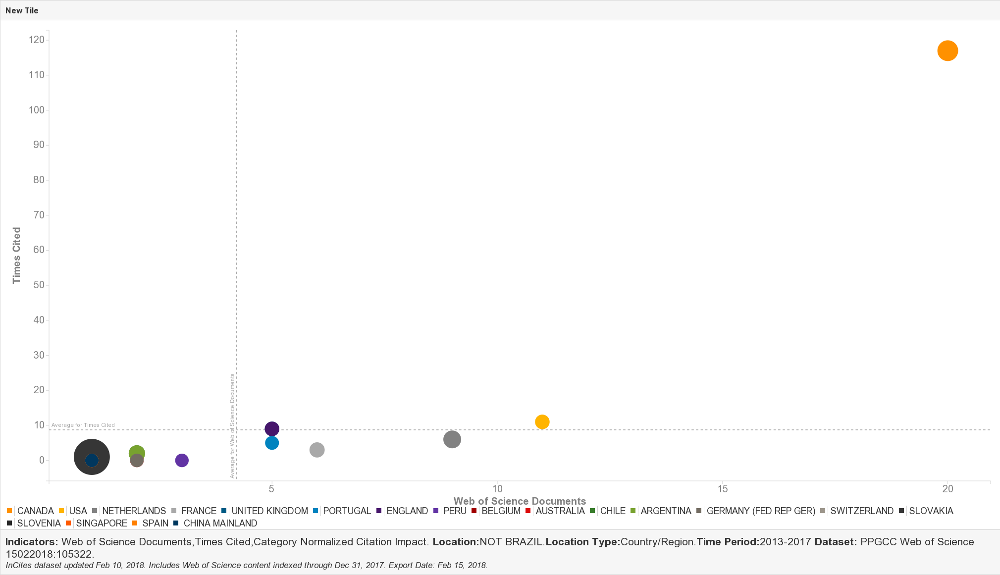 New Tile
120
110
100
90
80
70
60
50
40
30
20
10
0
Times Cited
Average for Times Cited
Average for Web of Science Documents
5
10
15
20
Web of Science Documents
CANADA USA NETHERLANDS FRANCE UNITED KINGDOM PORTUGAL ENGLAND PERU BELGIUM AUSTRALIA CHILE ARGENTINA GERMANY (FED REP GER) SWITZERLAND SLOVAKIA
SLOVENIA SINGAPORE SPAIN CHINA MAINLAND
Indicators: Web of Science Documents,Times Cited,Category Normalized Citation Impact. Location:NOT BRAZIL.Location Type:Country/Region.Time Period:2013-2017 Dataset: PPGCC Web of Science
15022018:105322.
InCites dataset updated Feb 10, 2018. Includes Web of Science content indexed through Dec 31, 2017. Export Date: Feb 15, 2018.